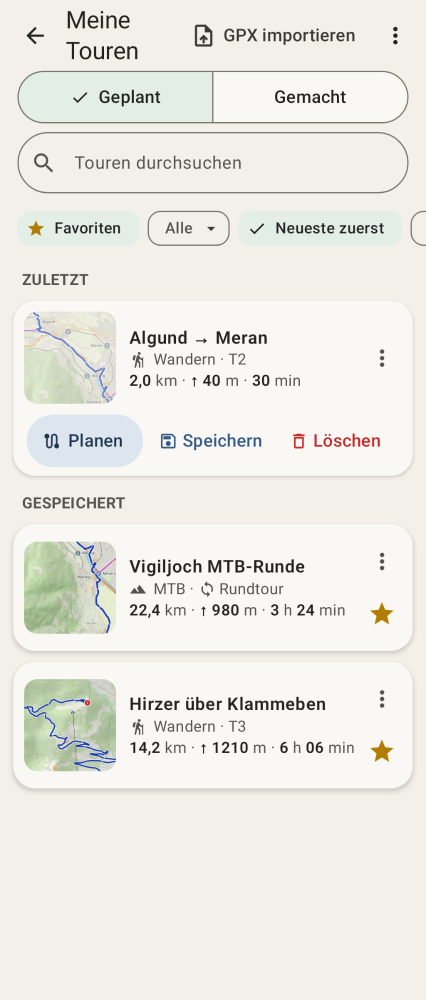 Meine
Touren
GPX importieren
Geplant
Gemacht
Touren durchsuchen
Favoriten
Alle
Neueste zuerst
ZULETZT
Algund → Meran
Wandern · T2
2,0 km · ↑ 40 m · 30 min
Planen
Speichern
Löschen
GESPEICHERT
Vigiljoch MTB-Runde
MTB · Rundtour
22,4 km · ↑ 980 m · 3 h 24 min
Hirzer über Klammeben
Wandern · T3
14,2 km · ↑ 1210 m · 6 h 06 min